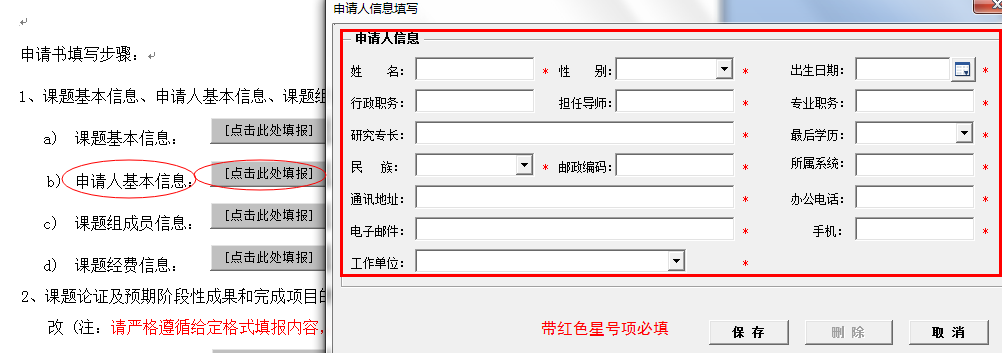 申请书填写步骤：
1、课题基本信息、申请人基本信息、课题组
a) 课题基本信息： [点击此处填报]
b) 申请人基本信息： [点击此处填报]
c) 课题组成员信息： [点击此处填报]
d) 课题经费信息： [点击此处填报]
2、课题论证及预期阶段性成果和完成项目的
改（注：请严格遵循给定格式填报内容，
申请人信息填写
申请人信息
姓 名： * 性 别： * 出生日期： *
行政职务： 担任导师： * 专业职务： *
研究专长： * 最后学历： *
民 族： * 邮政编码： * 所属系统： *
通讯地址： * 办公电话： *
电子邮件： * 手机： *
工作单位： *
带红色星号项必填 保 存 删 除 取 消